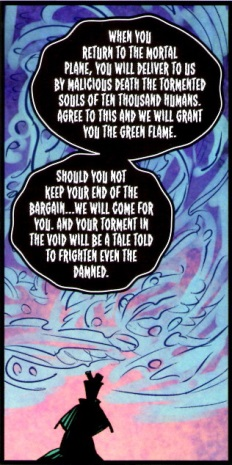 WHEN YOU
RETURN TO THE MORTAL
PLANE, YOU WILL DELIVER TO US
BY MALICIOUS DEATH THE TORMENTED
SOULS OF TEN THOUSAND HUMANS.
AGREE TO THIS AND WE WILL GRANT
YOU THE GREEN FLAME.
SHOULD YOU NOT
KEEP YOUR END OF THE
BARGAIN...WE WILL COME FOR
YOU. AND YOUR TORMENT IN
THE VOID WILL BE A TALE TOLD
TO FRIGHTEN EVEN THE
DAMNED.